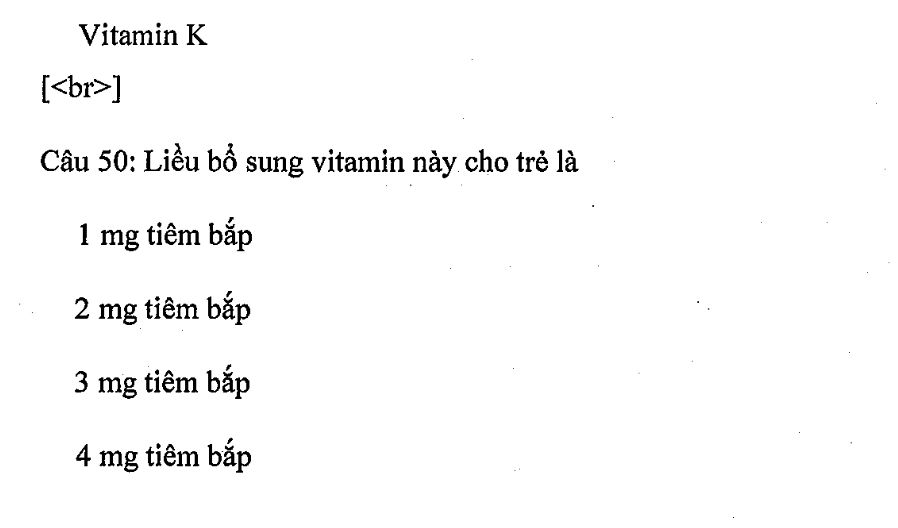 Vitamin K
[<br>]
Câu 50: Liều bổ sung vitamin này cho trẻ là
1 mg tiêm bắp
2 mg tiêm bắp
3 mg tiêm bắp
4 mg tiêm bắp